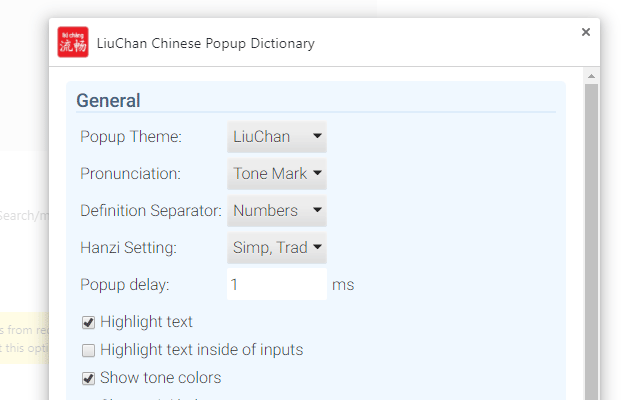 liú chàng
流畅
LiuChan Chinese Popup Dictionary
×
General
Popup Theme: LiuChan
Pronunciation: Tone Mark
Definition Separator: Numbers
Hanzi Setting: Simp, Trad
Popup delay: 1 ms
Search/m
Highlight text
s from rec
Highlight text inside of inputs
t this opti
Show tone colors